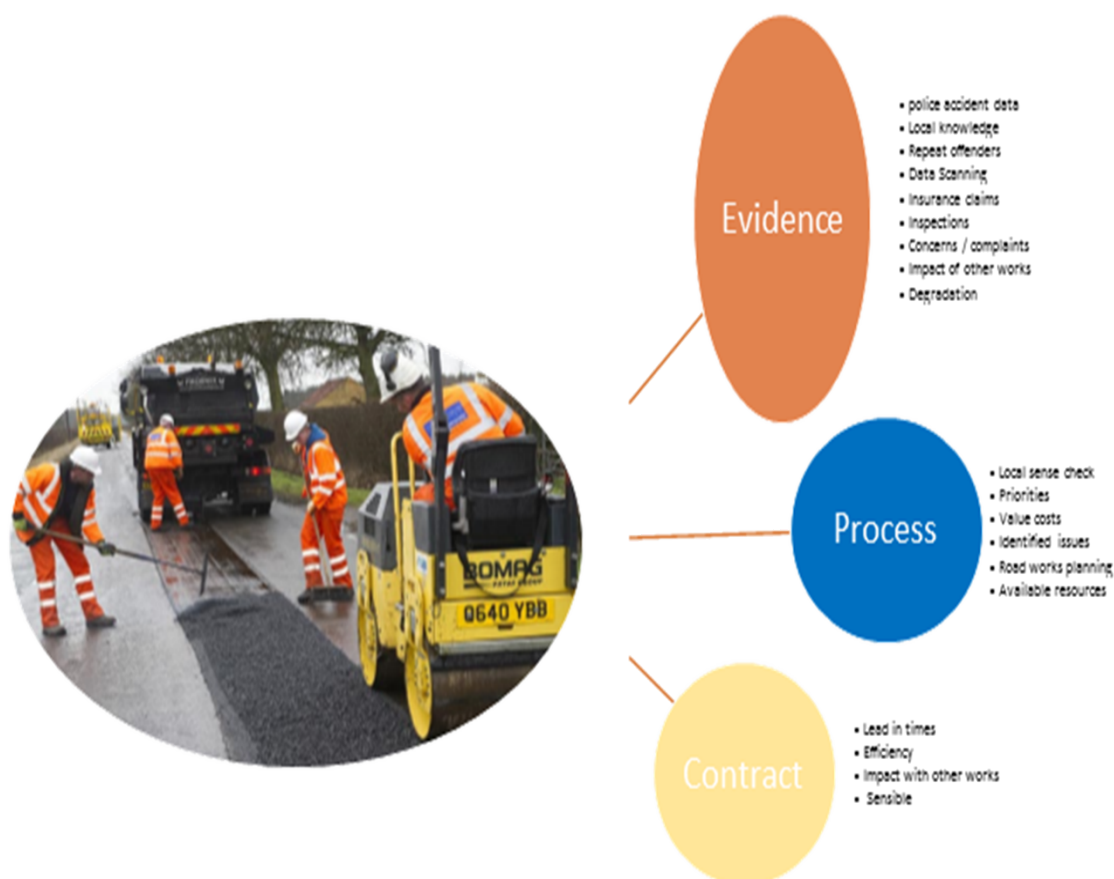 Evidence
• police accident data
• Local knowledge
• Repeat offenders
• Data Scanning
• Insurance claims
• Inspections
• Concerns / complaints
• Impact of other works
• Degradation
Process
• Local sense check
• Priorities
• Value costs
• Identified issues
• Road works planning
• Available resources
BOMAG
Q640 YBB
Contract
• Lead in times
• Efficiency
• Impact with other works
• Sensible